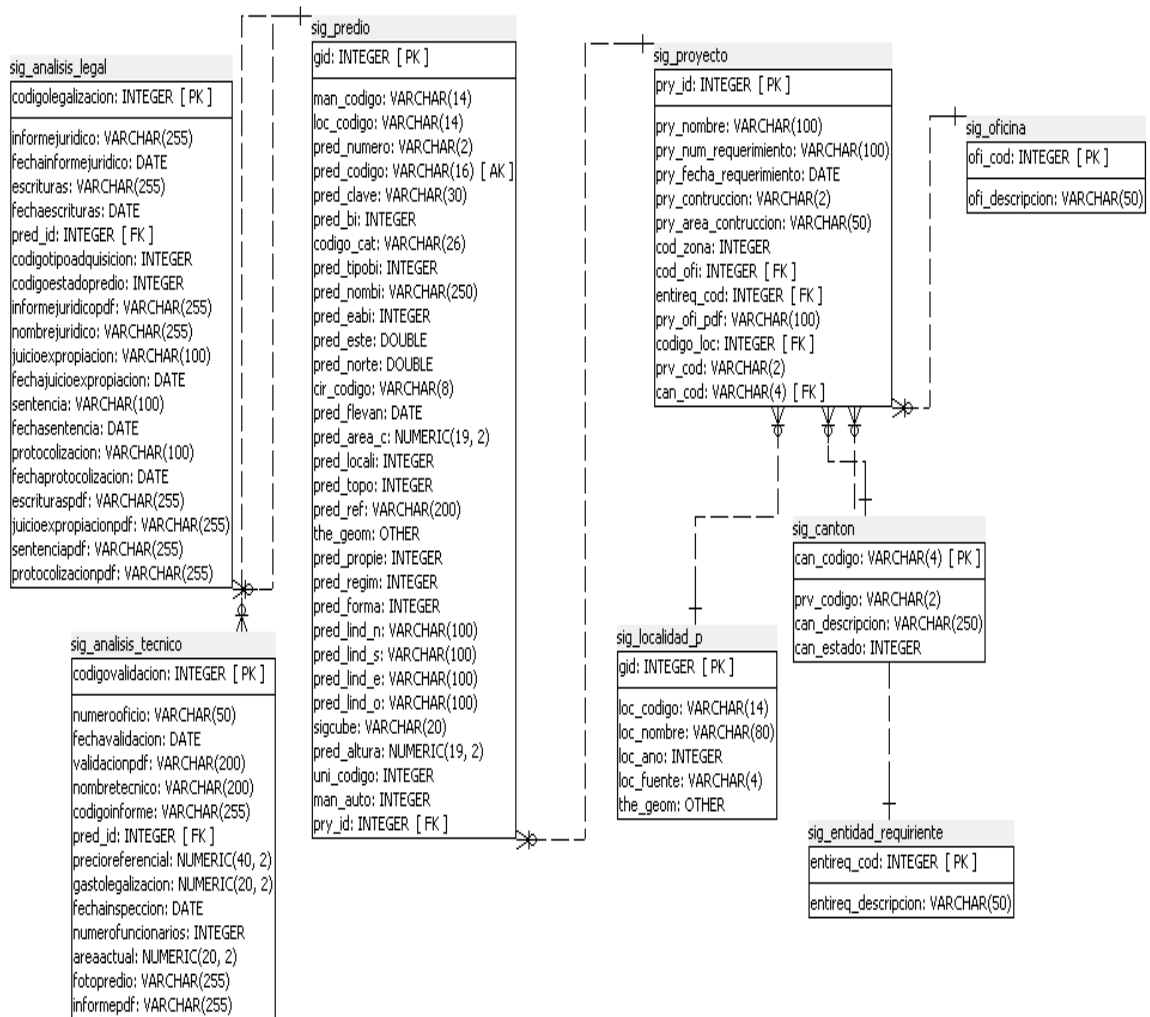 sig_analisis_legal
codigolegalizacion: INTEGER [ PK ]
informejuridico: VARCHAR(255)
fechainformejuridico: DATE
escrituras: VARCHAR(255)
fechaescrituras: DATE
pred_id: INTEGER [ FK ]
codigotipoadquisicion: INTEGER
codigoestadopredio: INTEGER
informejuridicopdf: VARCHAR(255)
nombrejuridico: VARCHAR(255)
juicioexpropiacion: VARCHAR(100)
fechajuicioexpropiacion: DATE
sentencia: VARCHAR(100)
fechasentencia: DATE
protocolizacion: VARCHAR(100)
fechaprotocolizacion: DATE
escrituraspdf: VARCHAR(255)
juicioexpropiacionpdf: VARCHAR(255)
sentenciapdf: VARCHAR(255)
protocolizacionpdf: VARCHAR(255)
sig_analisis_tecnico
codigovalidacion: INTEGER [ PK ]
numerooficio: VARCHAR(50)
fechavalidacion: DATE
validacionpdf: VARCHAR(200)
nombretecnico: VARCHAR(200)
codigoinforme: VARCHAR(255)
pred_id: INTEGER [ FK ]
precioreferencial: NUMERIC(40, 2)
gastolegalizacion: NUMERIC(20, 2)
fechainspeccion: DATE
numerofuncionarios: INTEGER
areaactual: NUMERIC(20, 2)
fotopredio: VARCHAR(255)
informepdf: VARCHAR(255)
sig_predio
gid: INTEGER [ PK ]
man_codigo: VARCHAR(14)
loc_codigo: VARCHAR(14)
pred_numero: VARCHAR(2)
pred_codigo: VARCHAR(16) [ AK ]
pred_clave: VARCHAR(30)
pred_bi: INTEGER
codigo_cat: VARCHAR(26)
pred_tipobi: INTEGER
pred_nombi: VARCHAR(250)
pred_eabi: INTEGER
pred_este: DOUBLE
pred_norte: DOUBLE
cir_codigo: VARCHAR(8)
pred_flevan: DATE
pred_area_c: NUMERIC(19, 2)
pred_locali: INTEGER
pred_topo: INTEGER
pred_ref: VARCHAR(200)
the_geom: OTHER
pred_propie: INTEGER
pred_regim: INTEGER
pred_forma: INTEGER
pred_lind_n: VARCHAR(100)
pred_lind_s: VARCHAR(100)
pred_lind_e: VARCHAR(100)
pred_lind_o: VARCHAR(100)
sigcube: VARCHAR(20)
pred_altura: NUMERIC(19, 2)
uni_codigo: INTEGER
man_auto: INTEGER
pry_id: INTEGER [ FK ]
sig_proyecto
pry_id: INTEGER [ PK ]
pry_nombre: VARCHAR(100)
pry_num_requerimiento: VARCHAR(100)
pry_fecha_requerimiento: DATE
pry_contruccion: VARCHAR(2)
pry_area_contruccion: VARCHAR(50)
cod_zona: INTEGER
cod_ofi: INTEGER [ FK ]
entireq_cod: INTEGER [ FK ]
pry_ofi_pdf: VARCHAR(100)
codigo_loc: INTEGER [ FK ]
prv_cod: VARCHAR(2)
can_cod: VARCHAR(4) [ FK ]
sig_oficina
ofi_cod: INTEGER [ PK ]
ofi_descripcion: VARCHAR(50)
sig_canton
can_codigo: VARCHAR(4) [ PK ]
prv_codigo: VARCHAR(2)
can_descripcion: VARCHAR(250)
can_estado: INTEGER
sig_localidad_p
gid: INTEGER [ PK ]
loc_codigo: VARCHAR(14)
loc_nombre: VARCHAR(80)
loc_ano: INTEGER
loc_fuente: VARCHAR(4)
the_geom: OTHER
sig_entidad_requiriente
entireq_cod: INTEGER [ PK ]
entireq_descripcion: VARCHAR(50)